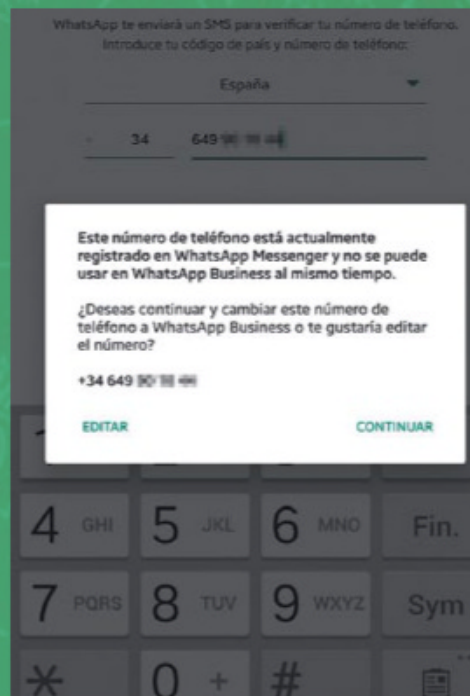 WhatsApp te enviará un SMS para verificar tu número de teléfono.
Introduce tu código de país y número de teléfono:
España
+ 34 649
Este número de teléfono está actualmente
registrado en WhatsApp Messenger y no se puede
usar en WhatsApp Business al mismo tiempo.
¿Deseas continuar y cambiar este número de
teléfono a WhatsApp Business o te gustaría editar
el número?
+34 649
EDITAR CONTINUAR
4 GHI 5 JKL 6 MNO Fin.
7 PQRS 8 TUV 9 WXYZ Sym
* 0 + #